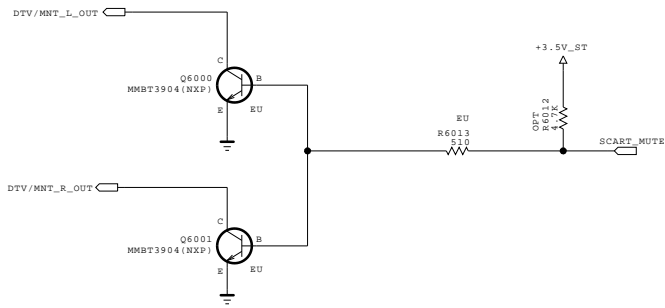 DTV/MNT_L_OUT
+3.5V_ST
C
Q6000
B
MMBT3904(NXP)
E
EU
OPT
R6012
4.7K
EU
R6013
510
SCART_MUTE
DTV/MNT_R_OUT
C
Q6001
B
MMBT3904(NXP)
E
EU